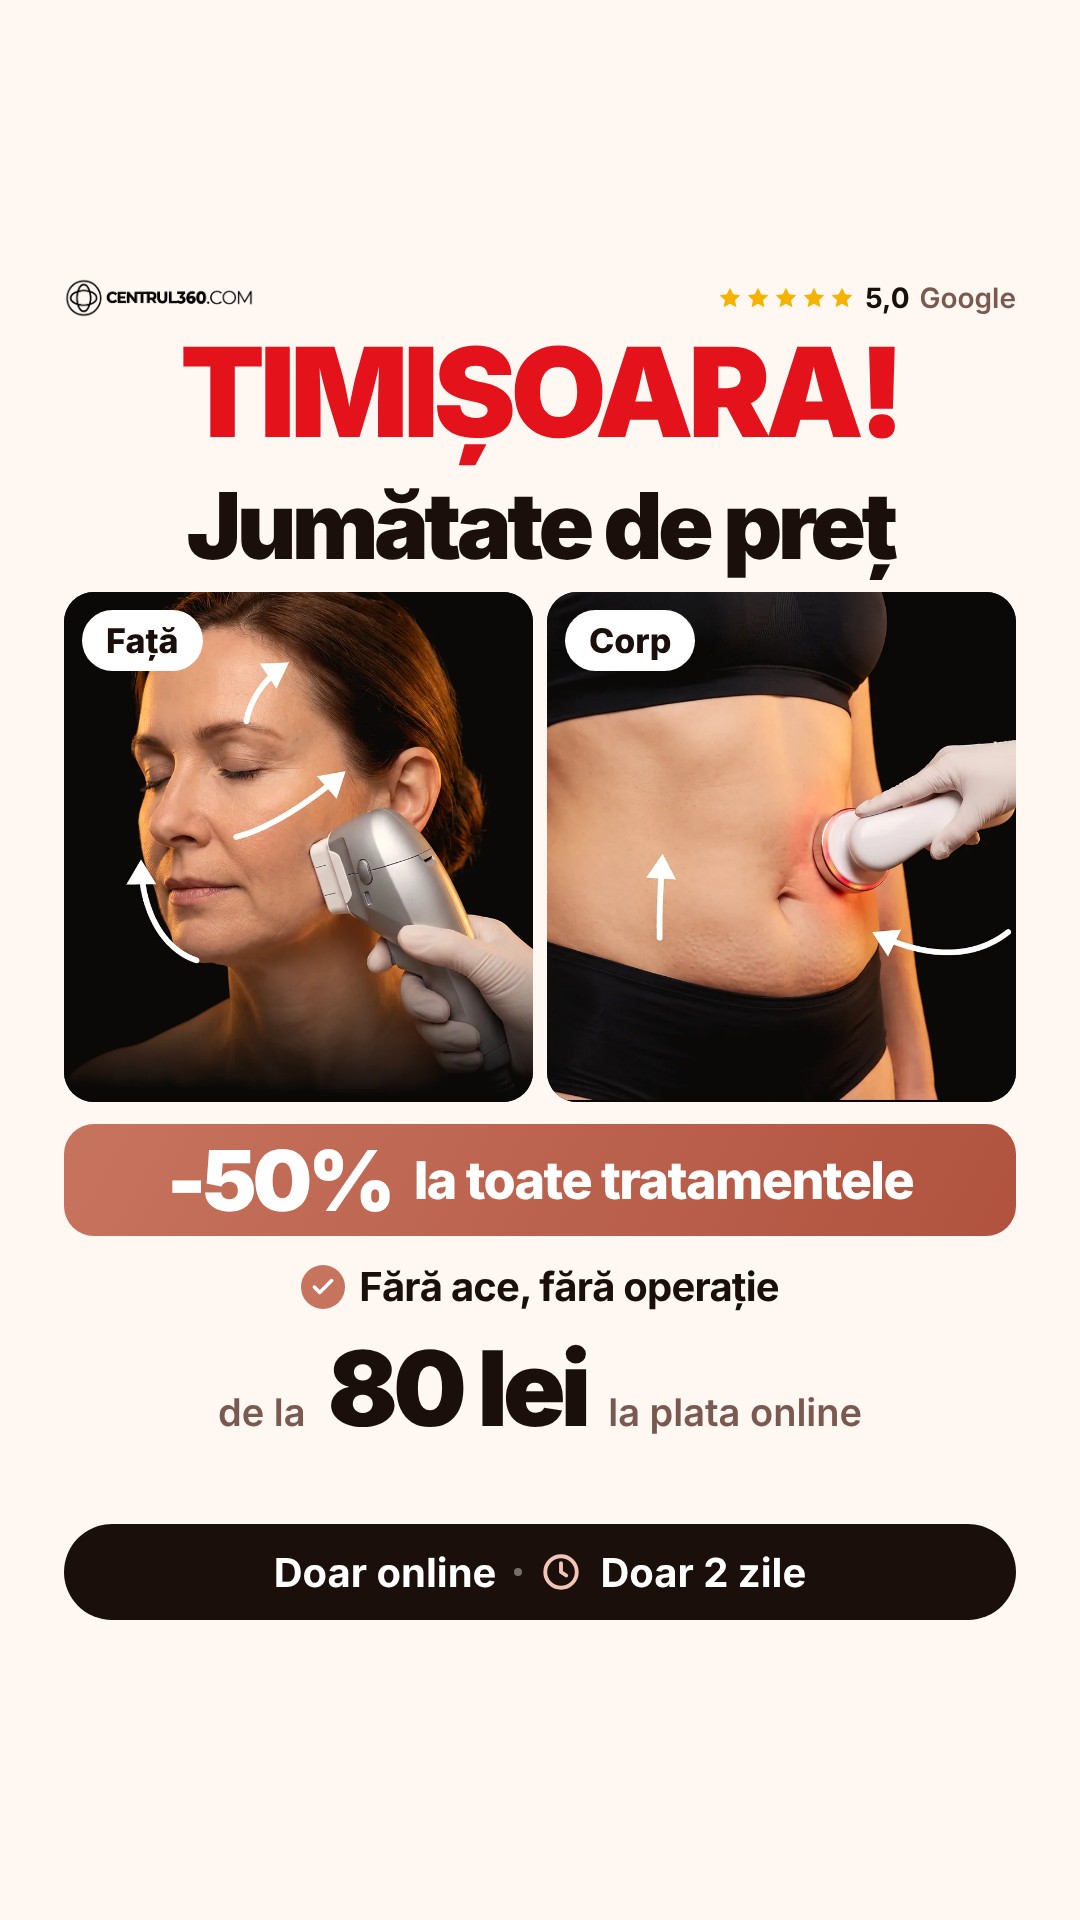 CENTRUL360.COM
5,0 Google
TIMIȘOARA!
Jumătate de preț
Față
Corp
-50% la toate tratamentele
Fără ace, fără operație
de la 80 lei la plata online
Doar online · Doar 2 zile